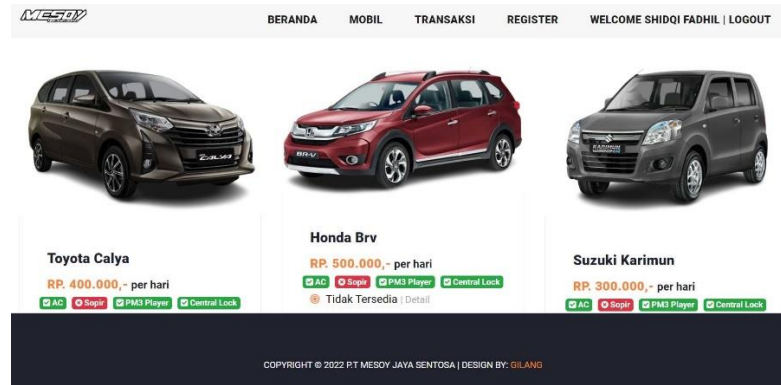 MESOY
BERANDA MOBIL TRANSAKSI REGISTER WELCOME SHIDQI FADHIL | LOGOUT
CALYA
BR-V
KARIMUN
Toyota Calya
RP. 400.000,- per hari
AC Sopir PM3 Player Central Lock
Honda Brv
RP. 500.000,- per hari
AC Sopir PM3 Player Central Lock
Tidak Tersedia | Detail
Suzuki Karimun
RP. 300.000,- per hari
AC Sopir PM3 Player Central Lock
COPYRIGHT © 2022 P.T MESOY JAYA SENTOSA | DESIGN BY: GILANG